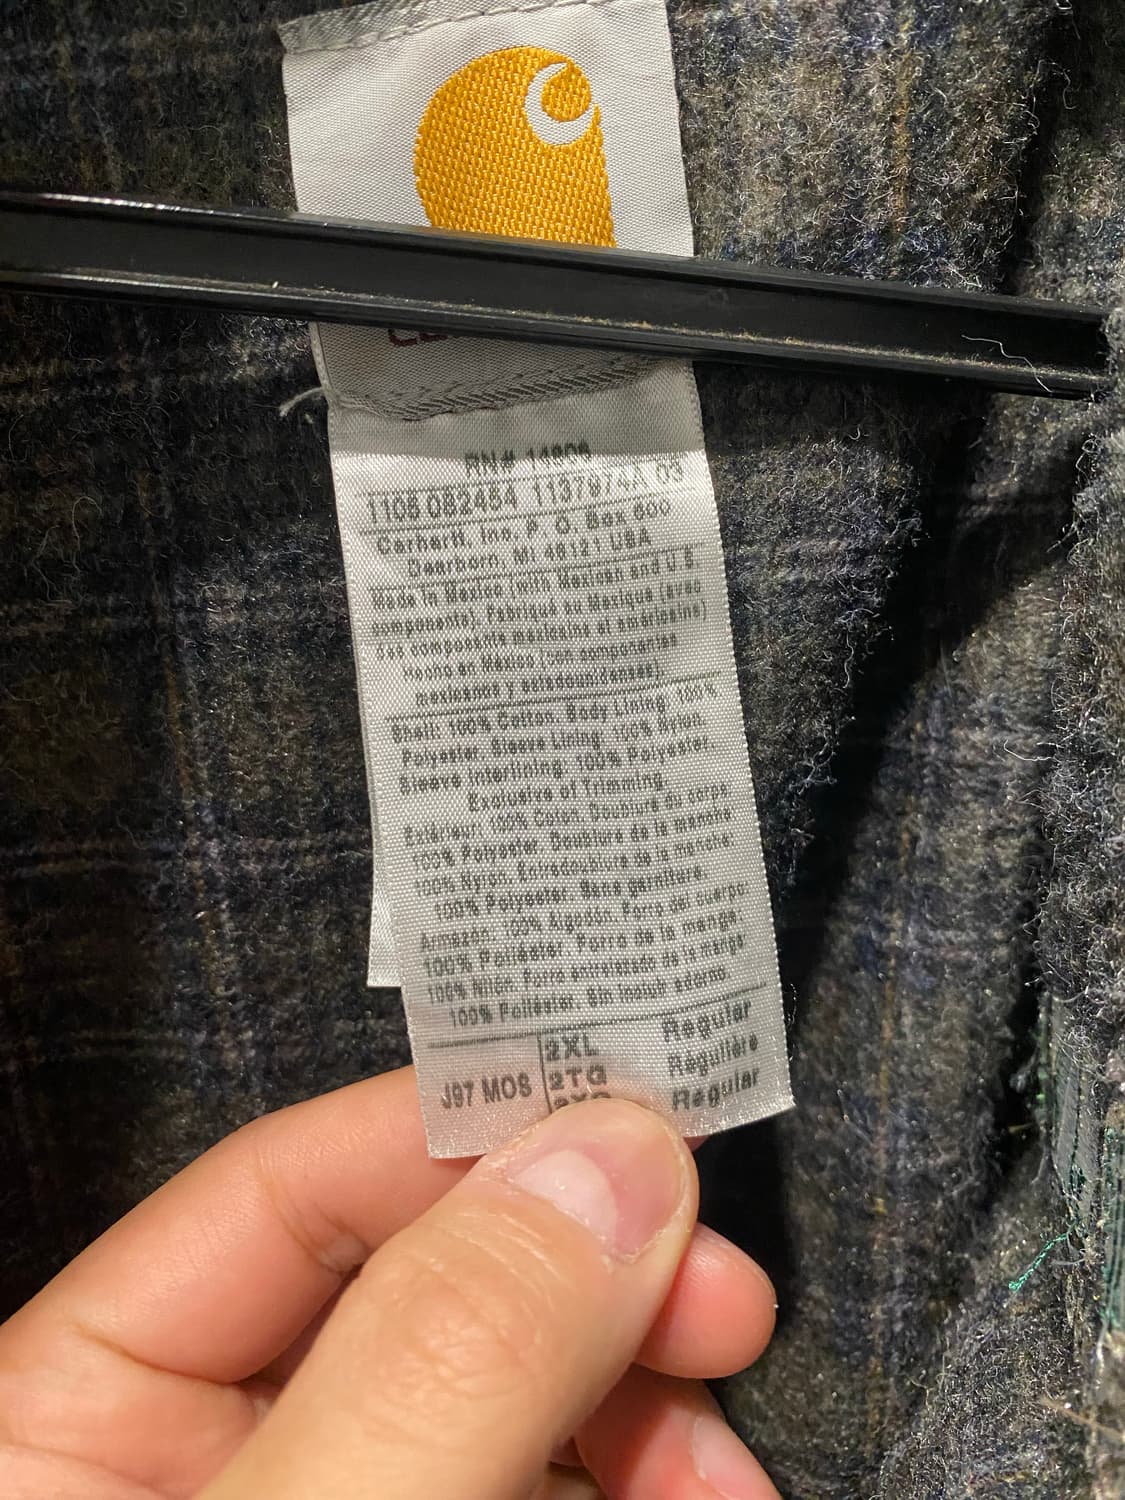 RN# 14806
1105 082454 1137974A 03
Carhartt, Inc, P. O. Box 600
Dearborn, MI 48121 USA
Made in Mexico (with Mexican and U S
components). Fabriqué au Mexique (avec
des composants mexicains et américains)
Hecho en México (con componentes
mexicanos y estadounidenses).
Shell: 100% Cotton. Body Lining: 100%
Polyester. Sleeve Lining: 100% Nylon.
Sleeve Interlining: 100% Polyester.
Exclusive of Trimming
Extérieur: 100% Coton. Doublure du corps:
100% Polyester. Doublure de la manche:
100% Nylon. Entredoublure de la manche:
100% Polyester. Sans garniture.
Armazón: 100% Algodón. Forro del cuerpo:
100% Poliéster. Forro de la manga:
100% Nilón. Forro entrelazado de la manga:
100% Poliéster. Sin incluir adorno.
J97 MOS
2XL Regular
2TG Régulière
Regular